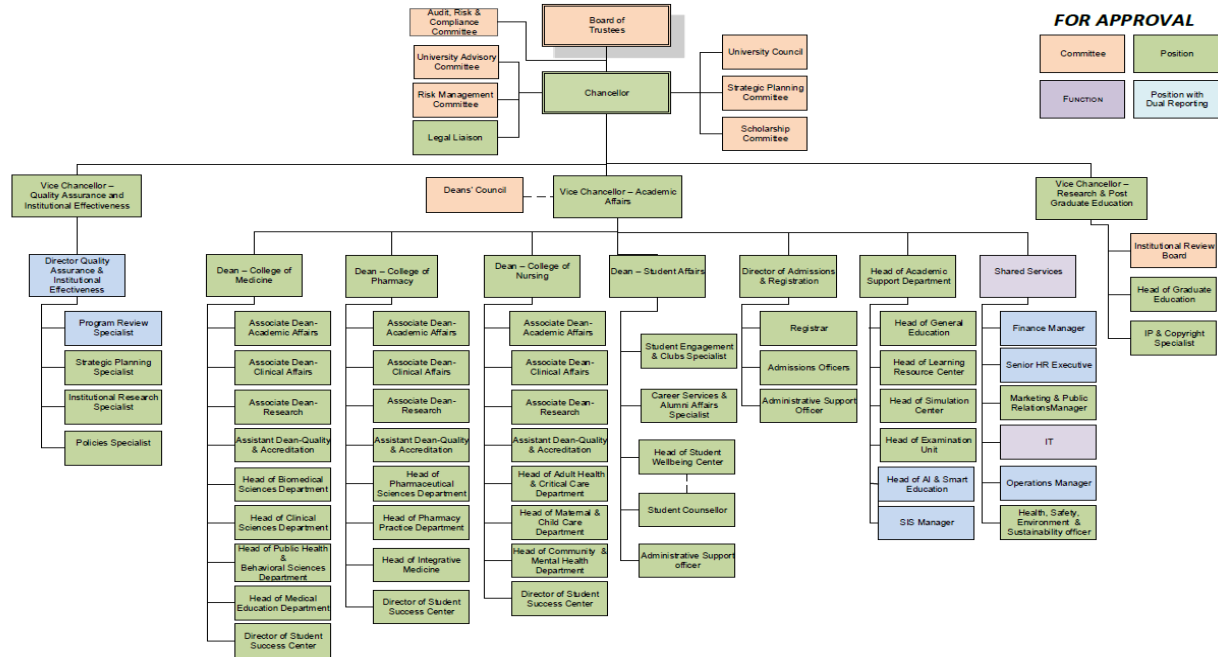 FOR APPROVAL
Committee
Position
FUNCTION
Position with
Dual Reporting
Audit, Risk &
Compliance
Committee
Board of
Trustees
University Advisory
Committee
Risk Management
Committee
Legal Liaison
Chancellor
University Council
Strategic Planning
Committee
Scholarship
Committee
Vice Chancellor –
Quality Assurance and
Institutional Effectiveness
Deans' Council
Vice Chancellor – Academic
Affairs
Vice Chancellor –
Research & Post
Graduate Education
Director Quality
Assurance &
Institutional
Effectiveness
Program Review
Specialist
Strategic Planning
Specialist
Institutional Research
Specialist
Policies Specialist
Dean – College of
Medicine
Associate Dean-
Academic Affairs
Associate Dean-
Clinical Affairs
Associate Dean-
Research
Assistant Dean-Quality
& Accreditation
Head of Biomedical
Sciences Department
Head of Clinical
Sciences Department
Head of Public Health
&
Behavioral Sciences
Department
Head of Medical
Education Department
Director of Student
Success Center
Dean – College of
Pharmacy
Associate Dean-
Academic Affairs
Associate Dean-
Clinical Affairs
Associate Dean-
Research
Assistant Dean-Quality
& Accreditation
Head of
Pharmaceutical
Sciences Department
Head of Pharmacy
Practice Department
Head of Integrative
Medicine
Director of Student
Success Center
Dean – College of
Nursing
Associate Dean-
Academic Affairs
Associate Dean-
Clinical Affairs
Associate Dean-
Research
Assistant Dean-Quality
& Accreditation
Head of Adult Health
& Critical Care
Department
Head of Maternal &
Child Care
Department
Head of Community &
Mental Health
Department
Director of Student
Success Center
Dean – Student Affairs
Student Engagement
& Clubs Specialist
Career Services &
Alumni Affairs
Specialist
Head of Student
Wellbeing Center
Student Counsellor
Administrative Support
officer
Director of Admissions
& Registration
Registrar
Admissions Officers
Administrative Support
Officer
Head of Academic
Support Department
Head of General
Education
Head of Learning
Resource Center
Head of Simulation
Center
Head of Examination
Unit
Head of AI & Smart
Education
SIS Manager
Shared Services
Finance Manager
Senior HR Executive
Marketing & Public
RelationsManager
IT
Operations Manager
Health, Safety,
Environment &
Sustainability officer
Institutional Review
Board
Head of Graduate
Education
IP & Copyright
Specialist